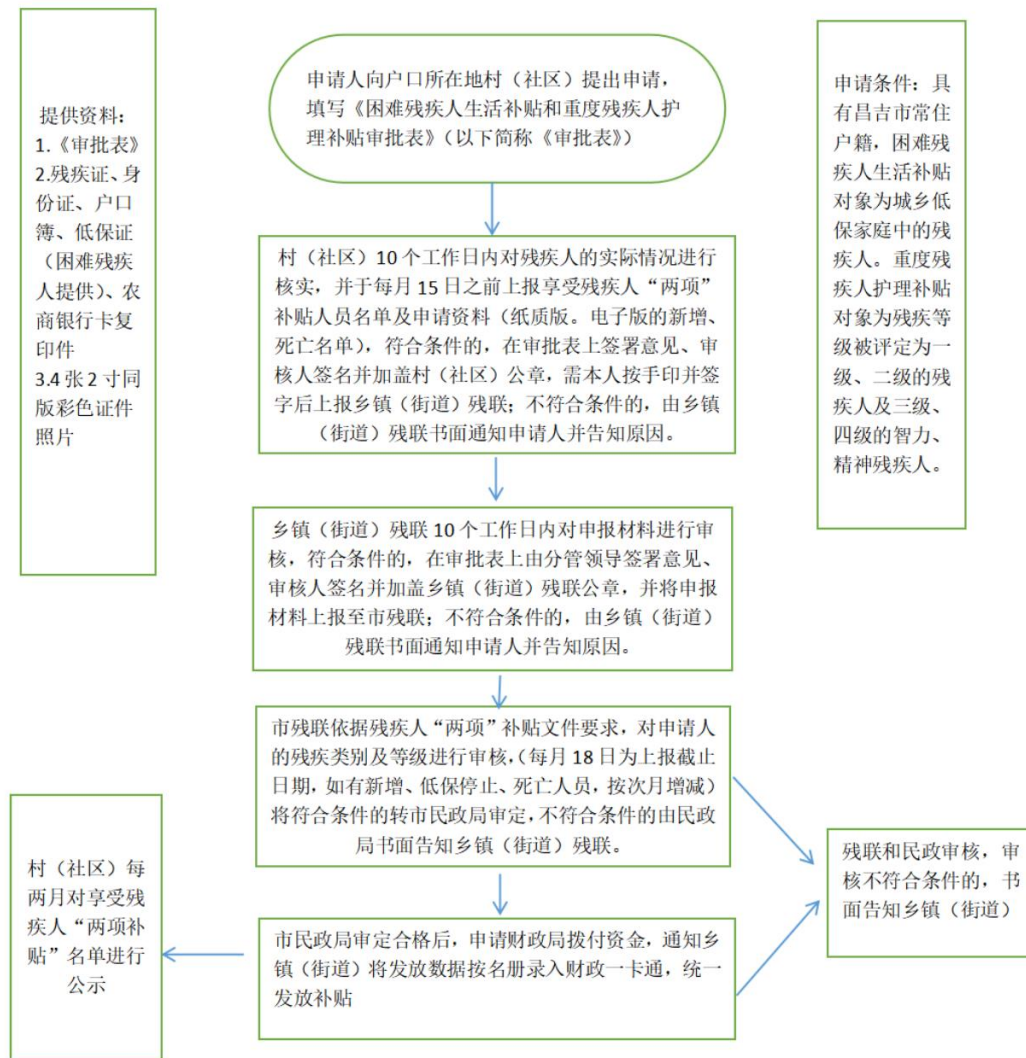 申请人向户口所在地村（社区）提出申请，
填写《困难残疾人生活补贴和重度残疾人护
理补贴审批表》（以下简称《审批表》）
提供资料：
1.《审批表》
2.残疾证、身
份证、户口
簿、低保证
（困难残疾
人提供）、农
商银行卡复
印件
3.4 张 2 寸同
版彩色证件
照片
申请条件：具
有昌吉市常住
户籍，困难残
疾人生活补贴
对象为城乡低
保家庭中的残
疾人。重度残
疾人护理补贴
对象为残疾等
级被评定为一
级、二级的残
疾人及三级、
四级的智力、
精神残疾人。
村（社区）10 个工作日内对残疾人的实际情况进行
核实，并于每月 15 日之前上报享受残疾人“两项”
补贴人员名单及申请资料（纸质版。电子版的新增、
死亡名单），符合条件的，在审批表上签署意见、审
核人签名并加盖村（社区）公章，需本人按手印并签
字后上报乡镇（街道）残联；不符合条件的，由乡镇
（街道）残联书面通知申请人并告知原因。
乡镇（街道）残联 10 个工作日内对申报材料进行审
核，符合条件的，在审批表上由分管领导签署意见、
审核人签名并加盖乡镇（街道）残联公章，并将申报
材料上报至市残联；不符合条件的，由乡镇（街道）
残联书面通知申请人并告知原因。
市残联依据残疾人“两项”补贴文件要求，对申请人
的残疾类别及等级进行审核，（每月 18 日为上报截止
日期，如有新增、低保停止、死亡人员，按次月增减）
将符合条件的转市民政局审定，不符合条件的由民政
局书面告知乡镇（街道）残联。
残联和民政审核，审
核不符合条件的，书
面告知乡镇（街道）
村（社区）每
两月对享受残
疾人“两项补
贴”名单进行
公示
市民政局审定合格后，申请财政局拨付资金，通知乡
镇（街道）将发放数据按名册录入财政一卡通，统一
发放补贴